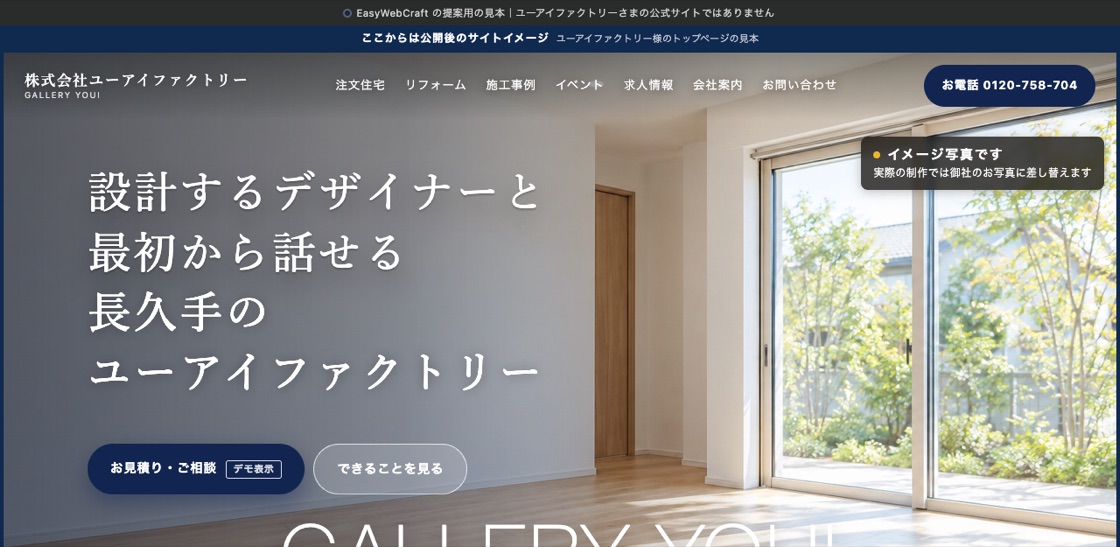 EasyWebCraft の提案用の見本｜ユーアイファクトリーさまの公式サイトではありません
ここからは公開後のサイトイメージ ユーアイファクトリー様のトップページの見本
株式会社ユーアイファクトリー
GALLERY YOU!
注文住宅 リフォーム 施工事例 イベント 求人情報 会社案内 お問い合わせ
お電話 0120-758-704
イメージ写真です
実際の制作では御社のお写真に差し替えます
設計するデザイナーと
最初から話せる
長久手の
ユーアイファクトリー
お見積り・ご相談 デモ表示
できることを見る
GALLERY YOU!